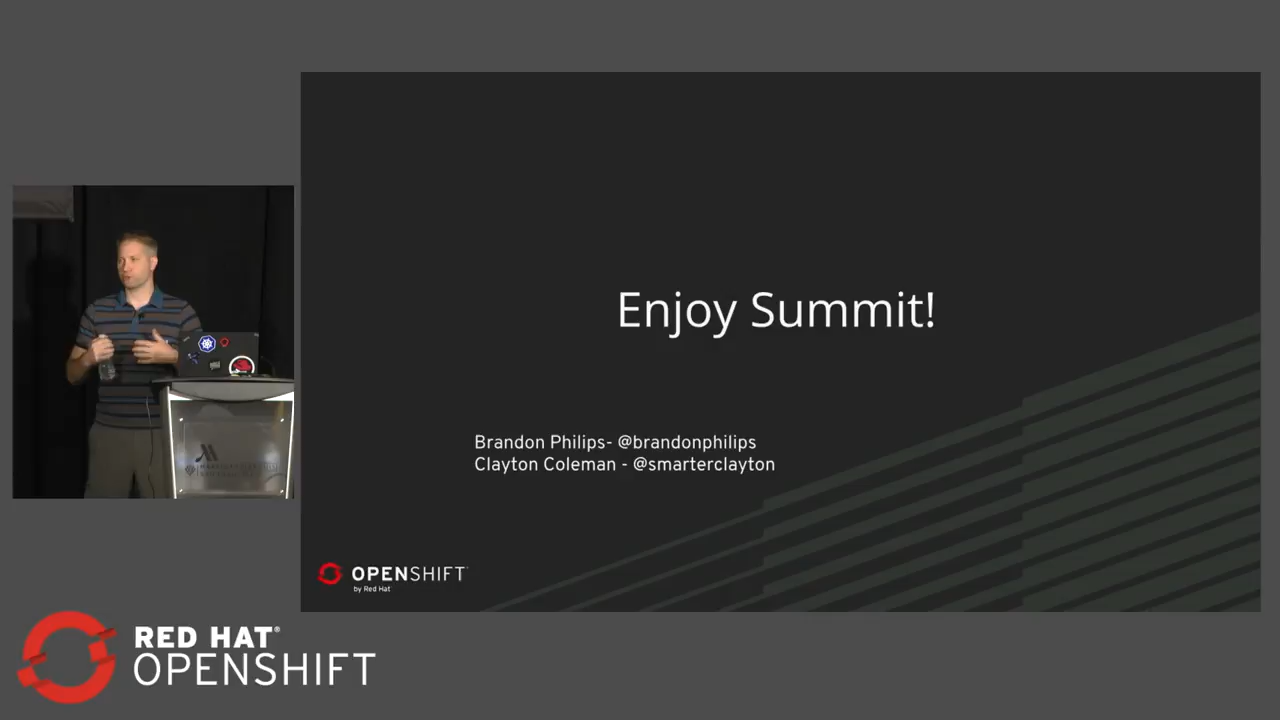 Enjoy Summit!
Brandon Philips- @brandonphilips
Clayton Coleman - @smarterclayton
OPENSHIFT
by Red Hat
RED HAT®
OPENSHIFT